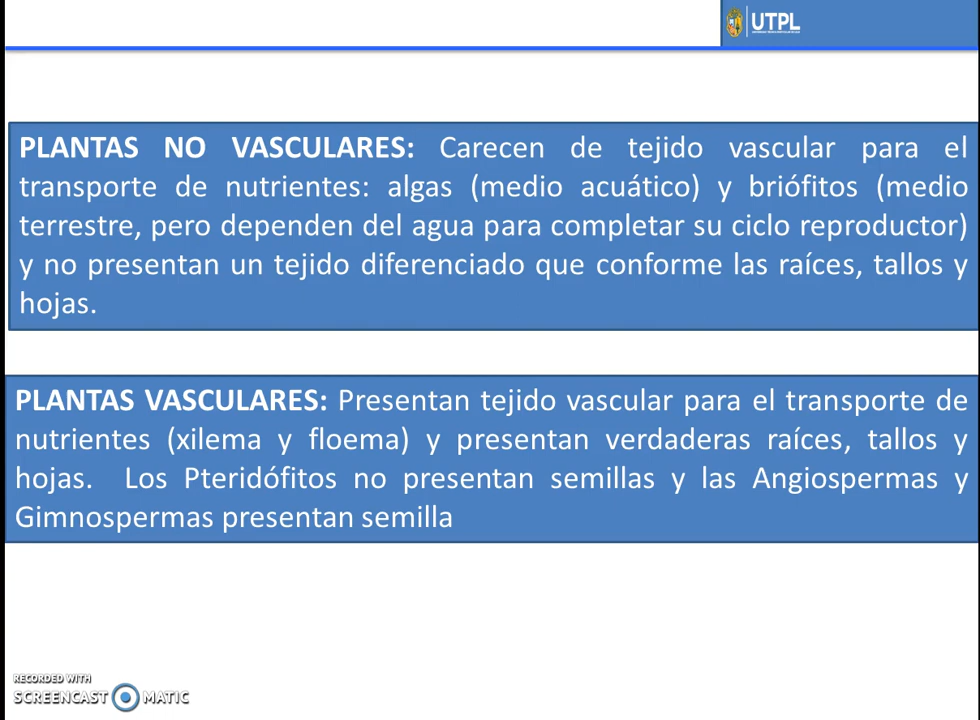 UTPL
PLANTAS NO VASCULARES: Carecen de tejido vascular para el
transporte de nutrientes: algas (medio acuático) y briófitos (medio
terrestre, pero dependen del agua para completar su ciclo reproductor)
y no presentan un tejido diferenciado que conforme las raíces, tallos y
hojas.
PLANTAS VASCULARES: Presentan tejido vascular para el transporte de
nutrientes (xilema y floema) y presentan verdaderas raíces, tallos y
hojas. Los Pteridófitos no presentan semillas y las Angiospermas y
Gimnospermas presentan semilla
RECORDED WITH
SCREENCAST MATIC